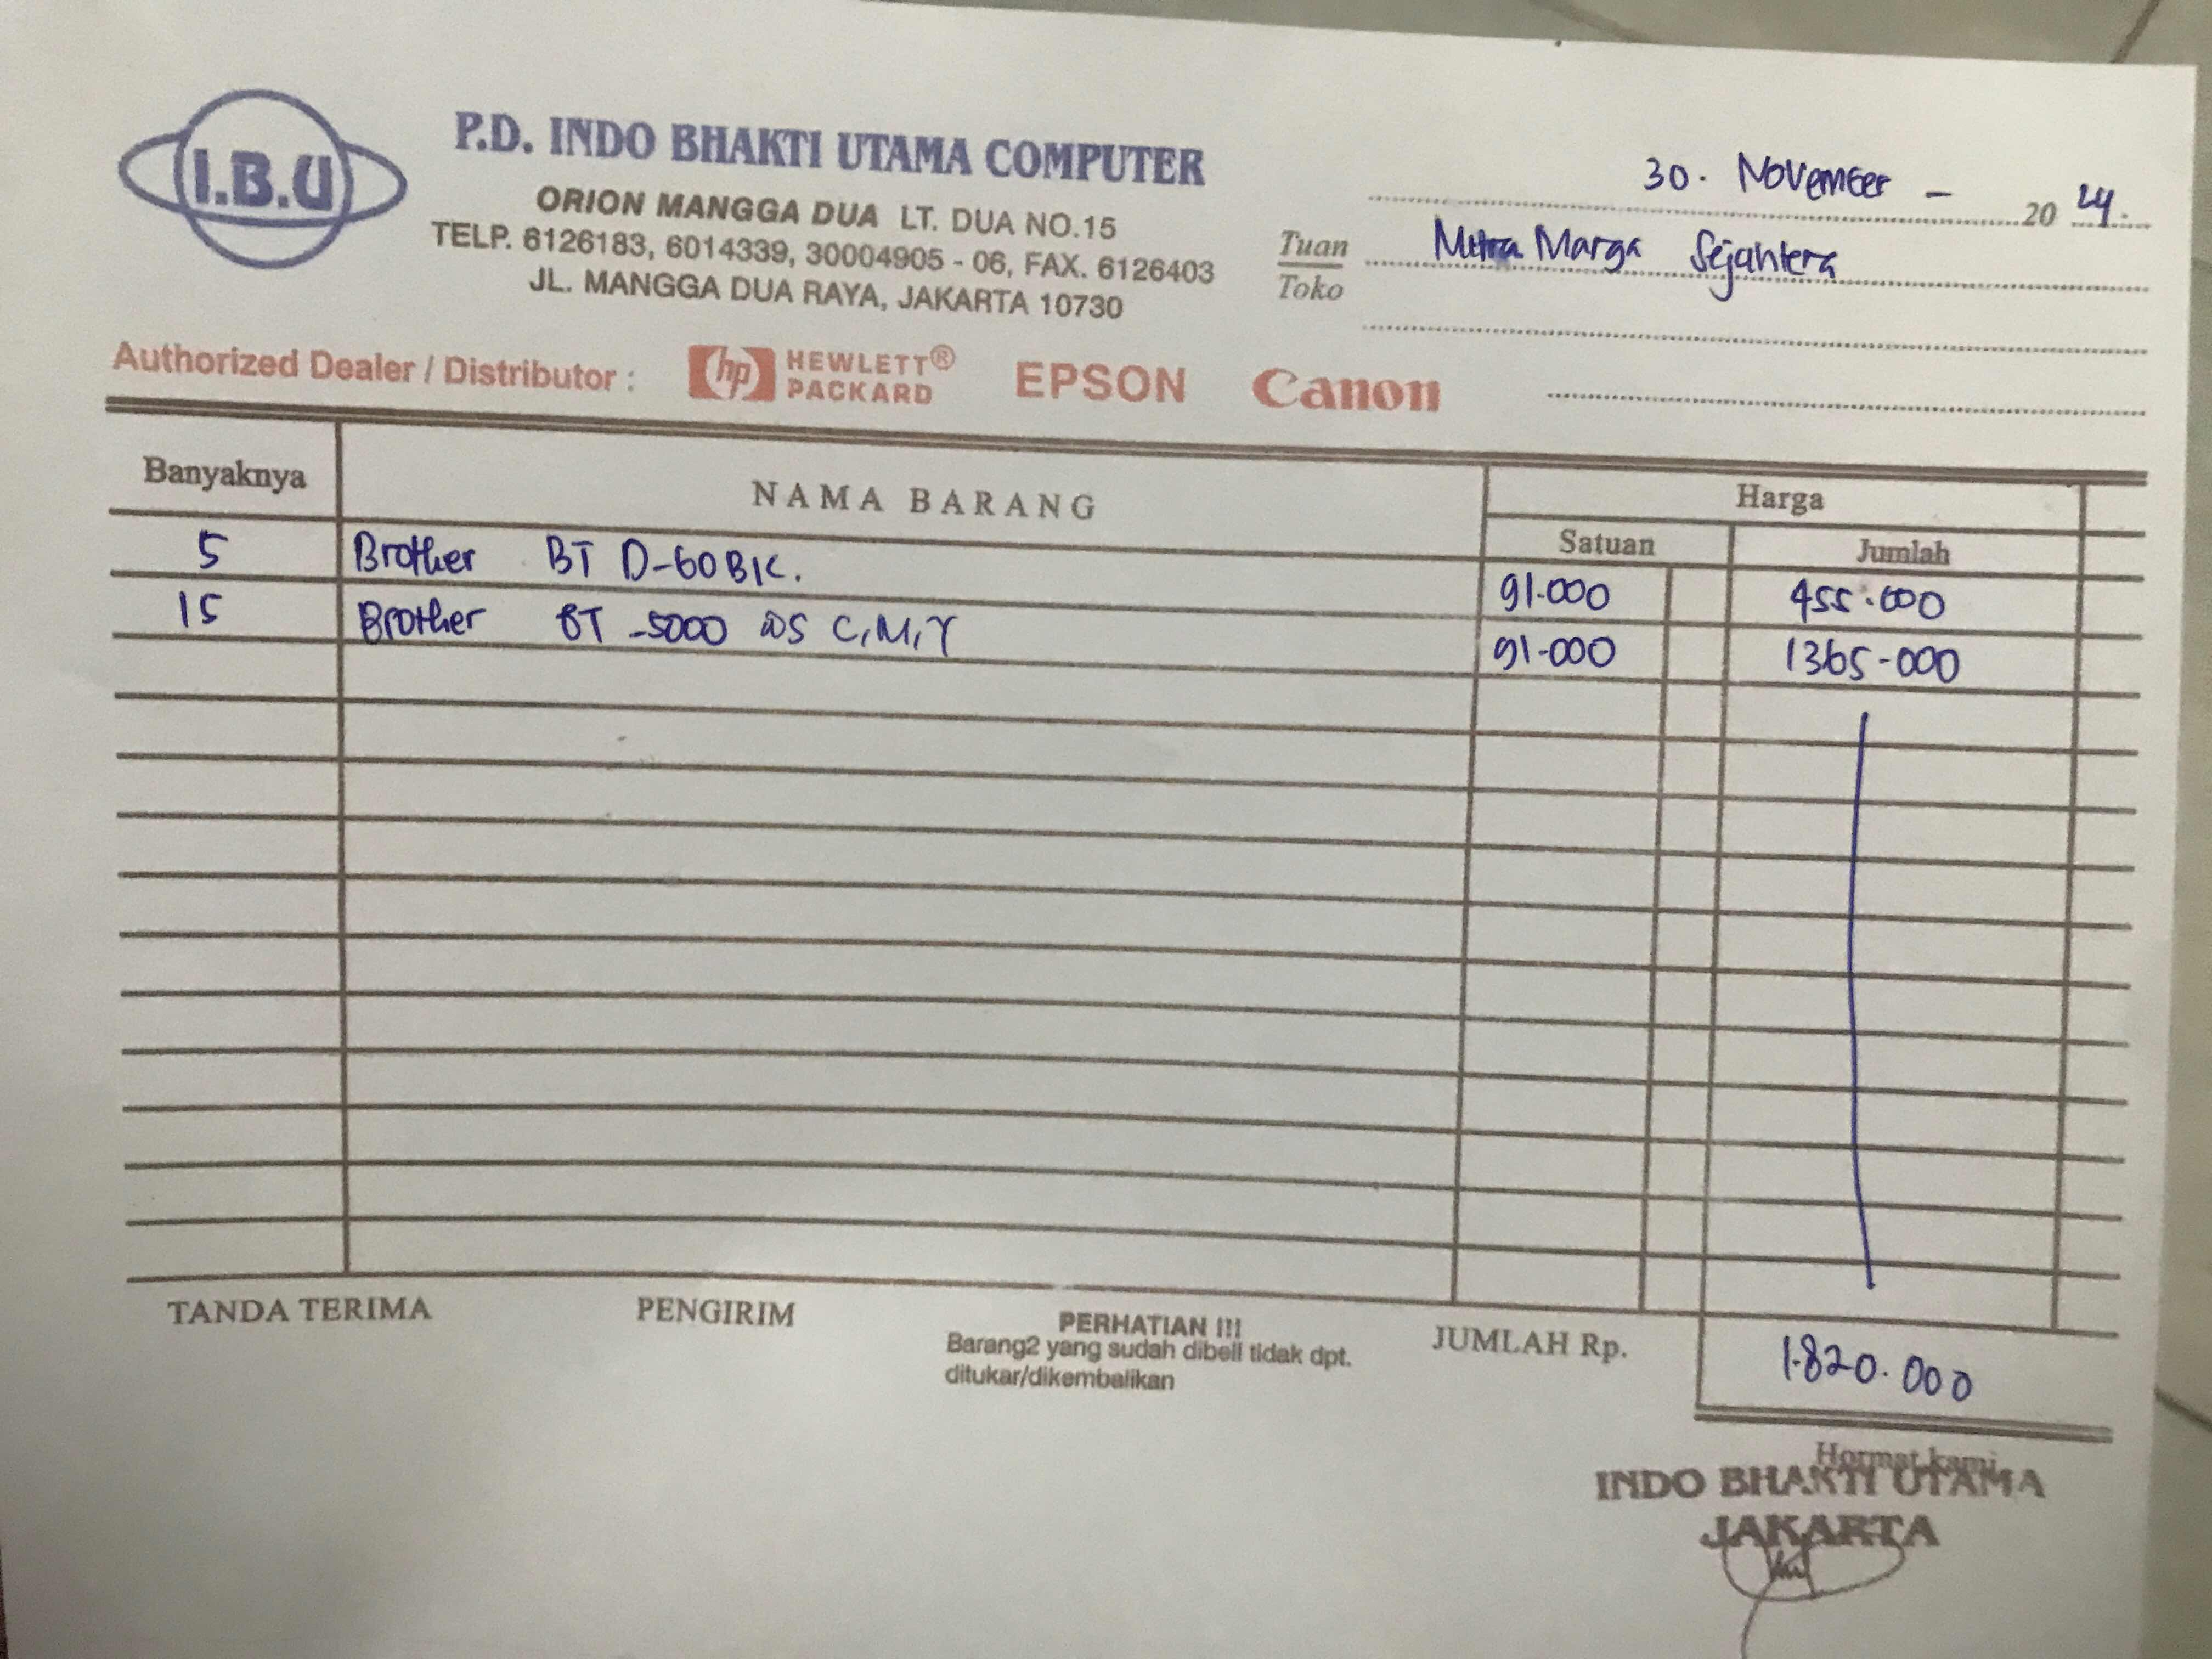 I.B.U
P.D. INDO BHAKTI UTAMA COMPUTER
ORION MANGGA DUA LT. DUA NO.15
TELP. 6126183, 6014339, 30004905 - 06, FAX. 6126403
JL. MANGGA DUA RAYA, JAKARTA 10730
30. November - 20 24.
Tuan Mitra Marga Sejahtera
Toko
Authorized Dealer / Distributor : hp HEWLETT® PACKARD EPSON Canon
Banyaknya NAMA BARANG Harga
Satuan Jumlah
5 Brother BT D-60BK. 91.000 455.000
15 Brother BT -5000 C,M,Y 91-000 1365-000
TANDA TERIMA PENGIRIM PERHATIAN !!! JUMLAH Rp. 1.820.000
Barang2 yang sudah dibeli tidak dpt.
ditukar/dikembalikan
Hormat kami,
INDO BHAKTI UTAMA
JAKARTA